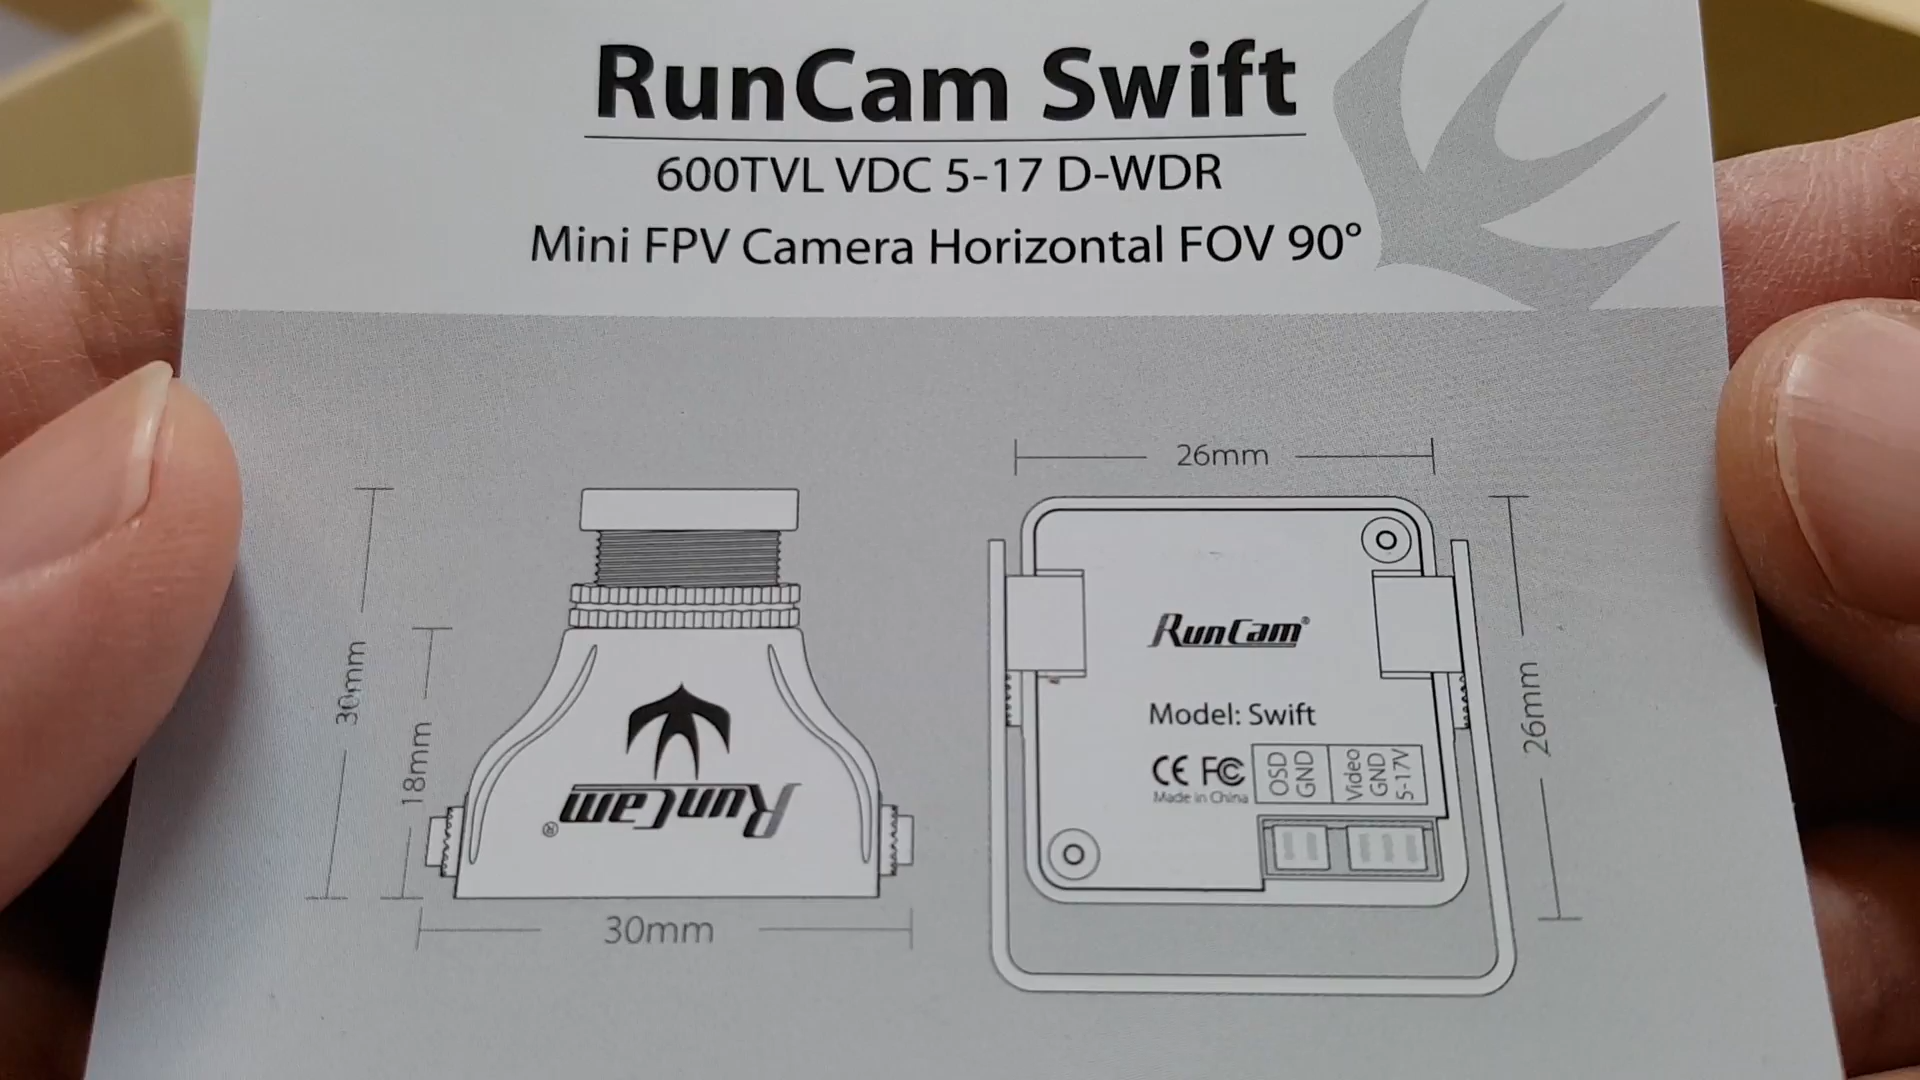 RunCam Swift
600TVL VDC 5-17 D-WDR
Mini FPV Camera Horizontal FOV 90°
26mm
30mm
18mm
RunCam®
30mm
RunCam®
Model: Swift
CE FC
Made in China
OSD
GND
Video
GND
5-17V
26mm